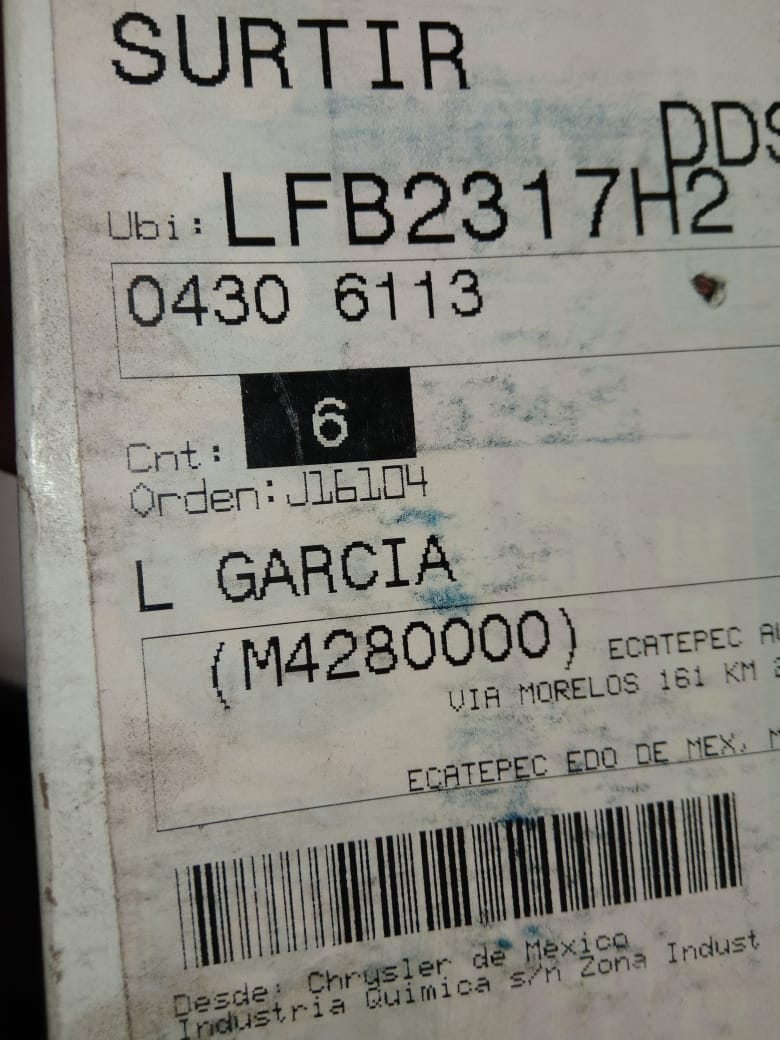 SURTIR
DDS
Ubi: LFB2317H2
0430 6113
6
Cnt:
Orden: J16104
L GARCIA
(M4280000) ECATEPEC
VIA MORELOS 161 KM
ECATEPEC EDO DE MEX, M
Desde: Chrysler de Mexico
Industria Quimica s/n Zona Indust